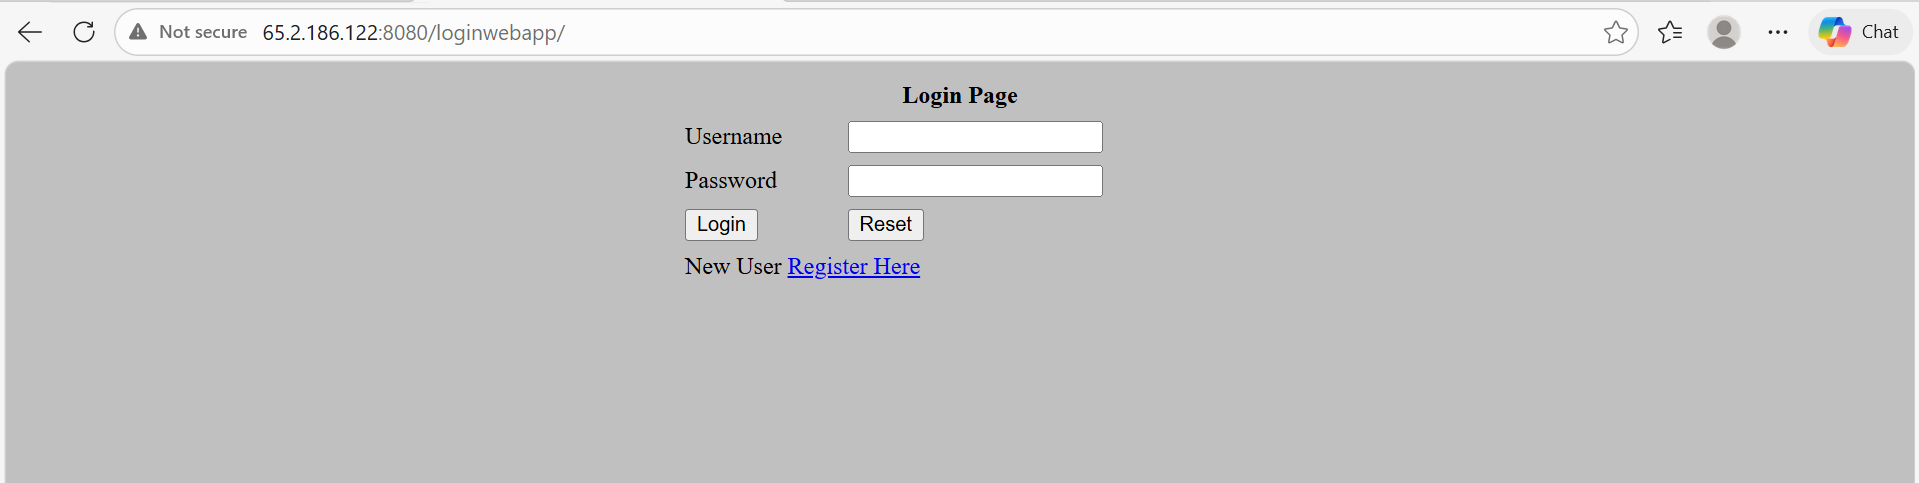 Not secure 65.2.186.122:8080/loginwebapp/ Chat
Login Page
Username
Password
Login Reset
New User Register Here